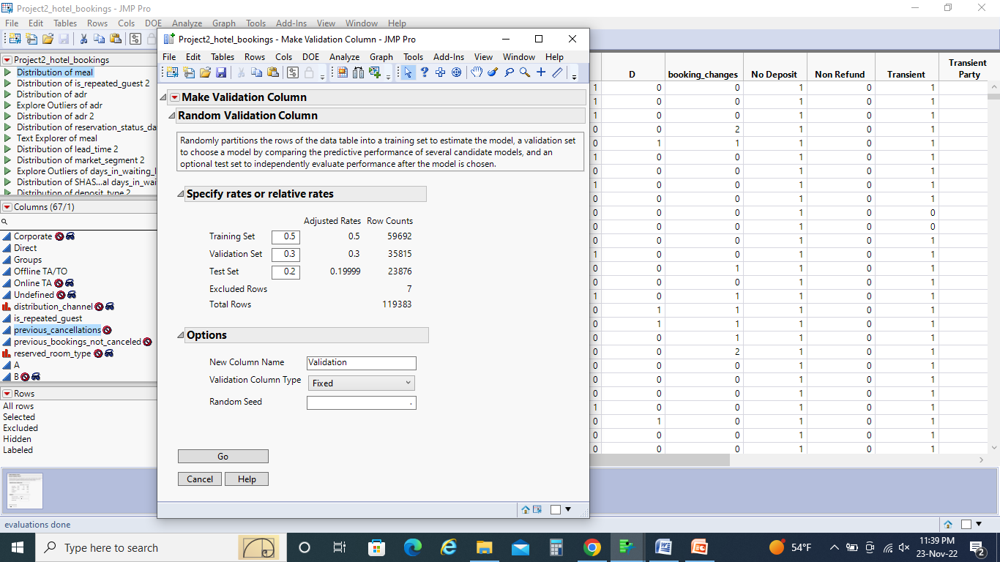 Project2_hotel_bookings - JMP Pro
File Edit Tables Rows Cols DOE Analyze Graph Tools Add-Ins View Window Help
Project2_hotel_bookings
Distribution of meal
Distribution of is_repeated_guest 2
Distribution of adr
Explore Outliers of adr
Distribution of adr 2
Distribution of reservation_status_da
Text Explorer of meal
Distribution of lead_time 2
Distribution of market_segment 2
Explore Outliers of days_in_waiting_l
Distribution of SHAS...al days_in_wai
Distribution of deposit_type 2
Columns (67/1)
Corporate
Direct
Groups
Offline TA/TO
Online TA
Undefined
distribution_channel
is_repeated_guest
previous_cancellations
previous_bookings_not_canceled
reserved_room_type
A
B
Rows
All rows
Selected
Excluded
Hidden
Labeled
evaluations done
Project2_hotel_bookings - Make Validation Column - JMP Pro
File Edit Tables Rows Cols DOE Analyze Graph Tools Add-Ins View Window Help
Make Validation Column
Random Validation Column
Randomly partitions the rows of the data table into a training set to estimate the model, a validation set
to choose a model by comparing the predictive performance of several candidate models, and an
optional test set to independently evaluate performance after the model is chosen.
Specify rates or relative rates
Adjusted Rates Row Counts
Training Set 0.5 0.5 59692
Validation Set 0.3 0.3 35815
Test Set 0.2 0.19999 23876
Excluded Rows 7
Total Rows 119383
Options
New Column Name Validation
Validation Column Type Fixed
Random Seed .
Go
Cancel Help
D booking_changes No Deposit Non Refund Transient Transient Party
1 0 0 1 0 1
1 0 0 1 0 1
1 0 0 1 0 1
0 0 2 1 0 1
0 1 1 1 0 1
1 0 0 1 0 1
0 0 0 1 0 1
1 0 0 1 0 1
0 0 0 1 0 1
0 0 0 1 0 0
0 0 0 1 0 0
0 0 0 1 0 1
1 0 0 1 0 1
0 0 1 1 0 1
0 0 0 1 0 1
1 0 1 1 0 1
0 1 1 1 0 1
0 1 1 1 0 1
0 0 1 1 0 1
0 0 2 1 0 1
0 0 0 1 0 1
0 0 0 1 0 1
0 0 0 1 0 1
1 0 0 1 0 1
0 1 0 1 0 1
0 0 0 1 0 1
0 0 0 1 0 1
Type here to search
54°F
11:39 PM
23-Nov-22
2